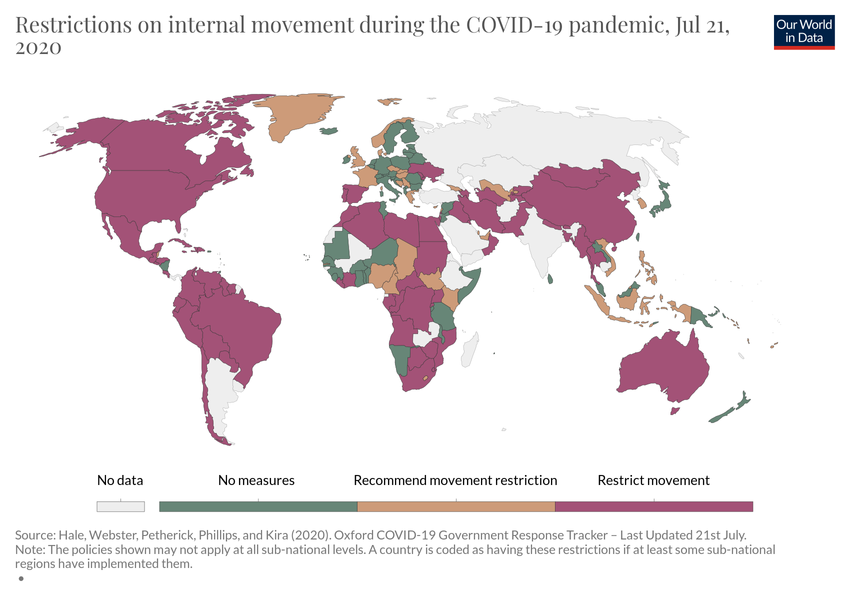 Restrictions on internal movement during the COVID-19 pandemic, Jul 21,
2020
Our World
in Data
No data
No measures
Recommend movement restriction
Restrict movement
Source: Hale, Webster, Petherick, Phillips, and Kira (2020). Oxford COVID-19 Government Response Tracker – Last Updated 21st July.
Note: The policies shown may not apply at all sub-national levels. A country is coded as having these restrictions if at least some sub-national
regions have implemented them.